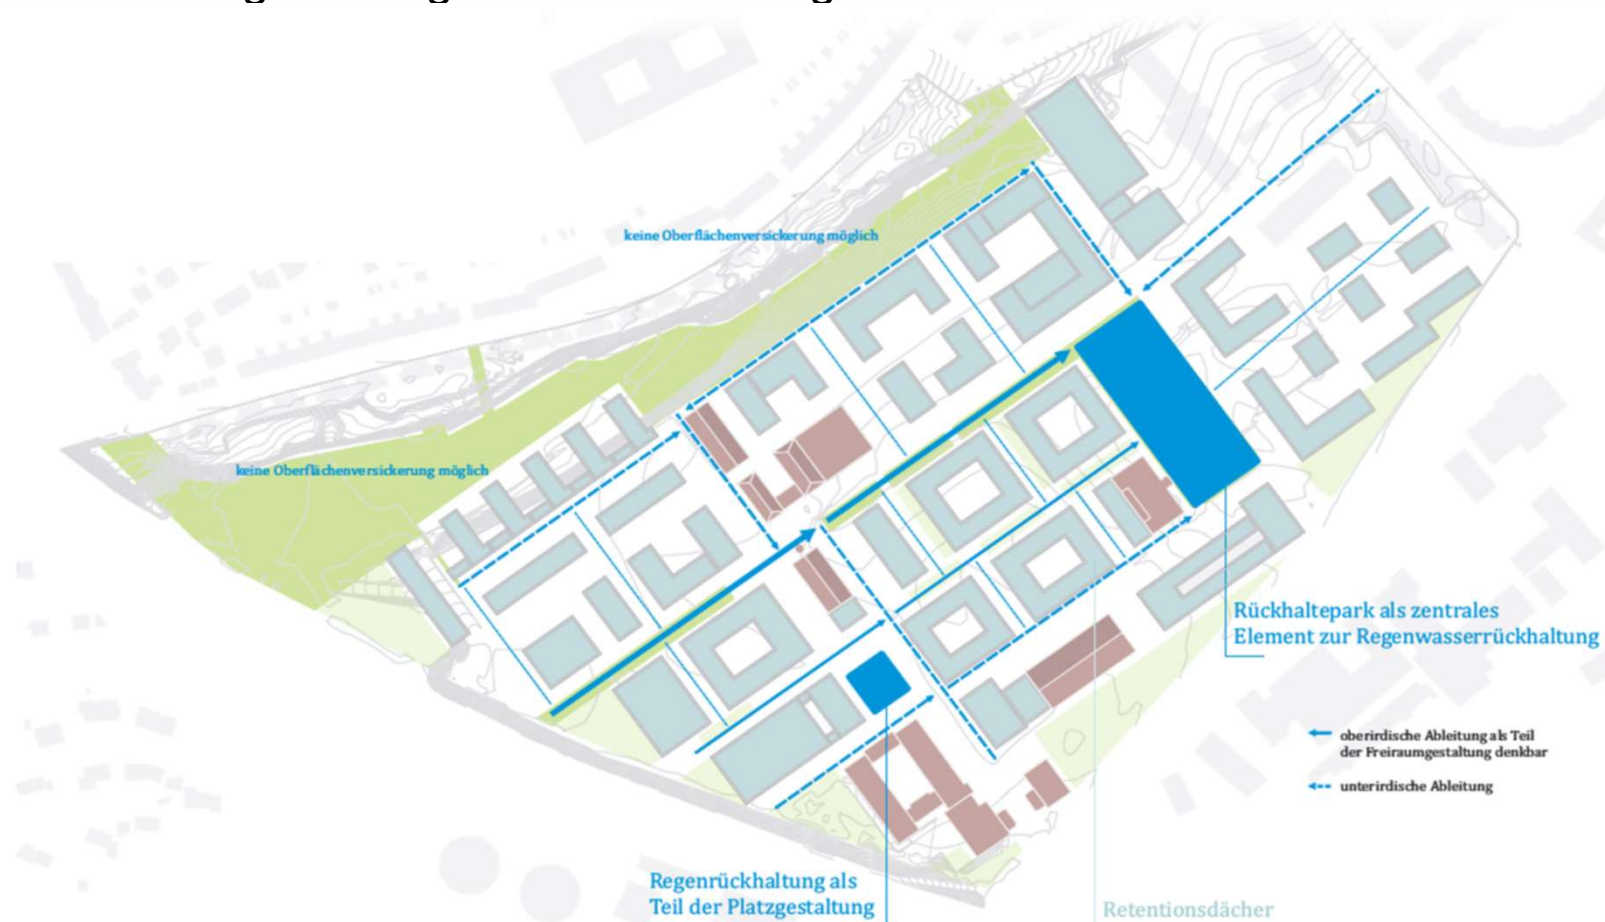 keine Oberflächenversickerung möglich
keine Oberflächenversickerung möglich
Rückhaltepark als zentrales
Element zur Regenwasserrückhaltung
oberirdische Ableitung als Teil
der Freiraumgestaltung denkbar
unterirdische Ableitung
Regenrückhaltung als
Teil der Platzgestaltung
Retentionsdächer